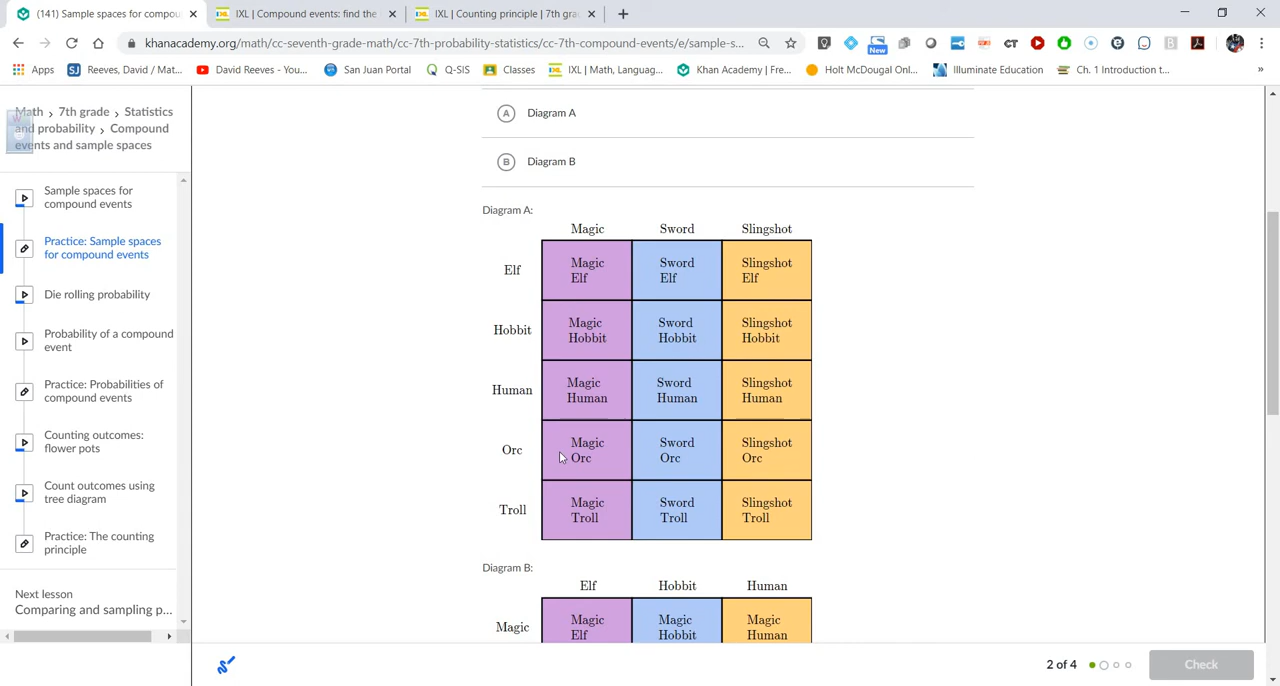 (141) Sample spaces for compou
IXL | Compound events: find the
IXL | Counting principle | 7th gra
khanacademy.org/math/cc-seventh-grade-math/cc-7th-probability-statistics/cc-7th-compound-events/e/sample-s...
New
Apps
Reeves, David / Mat...
David Reeves - You...
San Juan Portal
Q-SIS
Classes
IXL | Math, Languag...
Khan Academy | Fre...
Holt McDougal Onl...
Illuminate Education
Ch. 1 Introduction t...
»
Math > 7th grade > Statistics
and probability > Compound
events and sample spaces
Sample spaces for
compound events
Practice: Sample spaces
for compound events
Die rolling probability
Probability of a compound
event
Practice: Probabilities of
compound events
Counting outcomes:
flower pots
Count outcomes using
tree diagram
Practice: The counting
principle
Next lesson
Comparing and sampling p...
A Diagram A
B Diagram B
Diagram A:
Magic Sword Slingshot
Elf
Magic Elf
Sword Elf
Slingshot Elf
Hobbit
Magic Hobbit
Sword Hobbit
Slingshot Hobbit
Human
Magic Human
Sword Human
Slingshot Human
Orc
Magic Orc
Sword Orc
Slingshot Orc
Troll
Magic Troll
Sword Troll
Slingshot Troll
Diagram B:
Elf Hobbit Human
Magic
Magic Elf
Magic Hobbit
Magic Human
2 of 4
Check